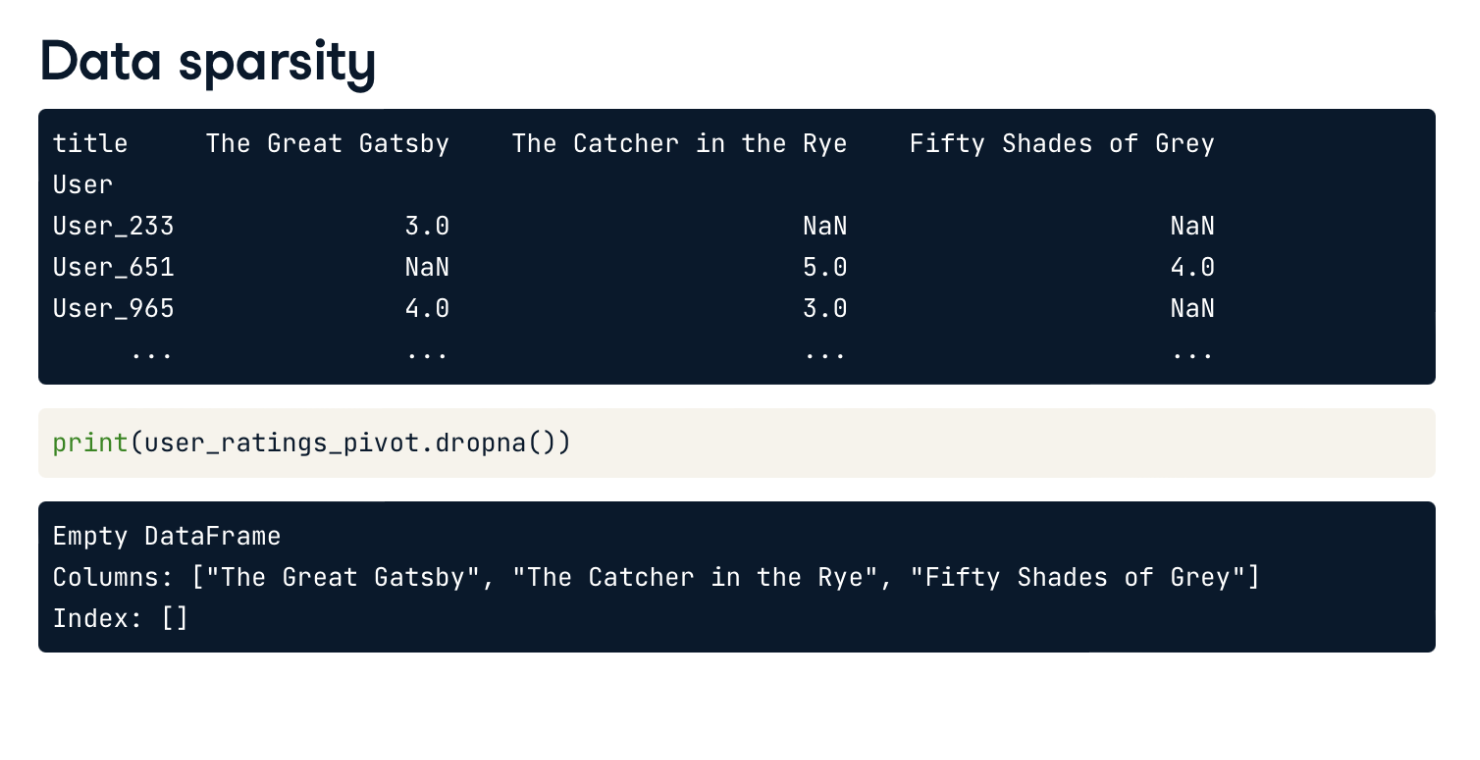 Data sparsity
title The Great Gatsby The Catcher in the Rye Fifty Shades of Grey
User
User_233 3.0 NaN NaN
User_651 NaN 5.0 4.0
User_965 4.0 3.0 NaN
... ... ... ...
print(user_ratings_pivot.dropna())
Empty DataFrame
Columns: ["The Great Gatsby", "The Catcher in the Rye", "Fifty Shades of Grey"]
Index: []